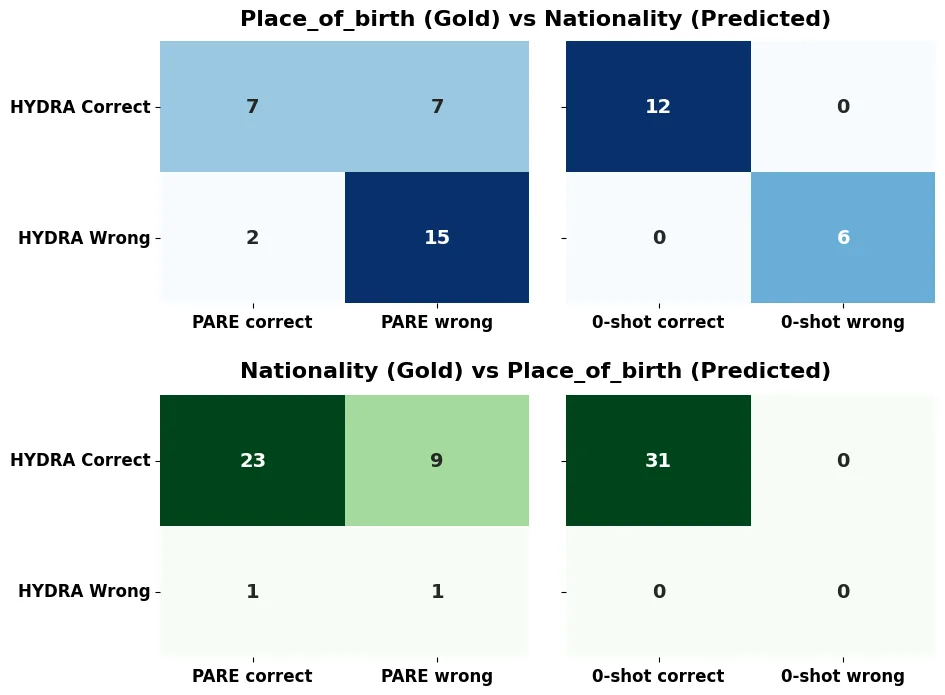 Place_of_birth (Gold) vs Nationality (Predicted)
HYDRA Correct 7 7 12 0
HYDRA Wrong 2 15 0 6
PARE correct PARE wrong 0-shot correct 0-shot wrong
Nationality (Gold) vs Place_of_birth (Predicted)
HYDRA Correct 23 9 31 0
HYDRA Wrong 1 1 0 0
PARE correct PARE wrong 0-shot correct 0-shot wrong